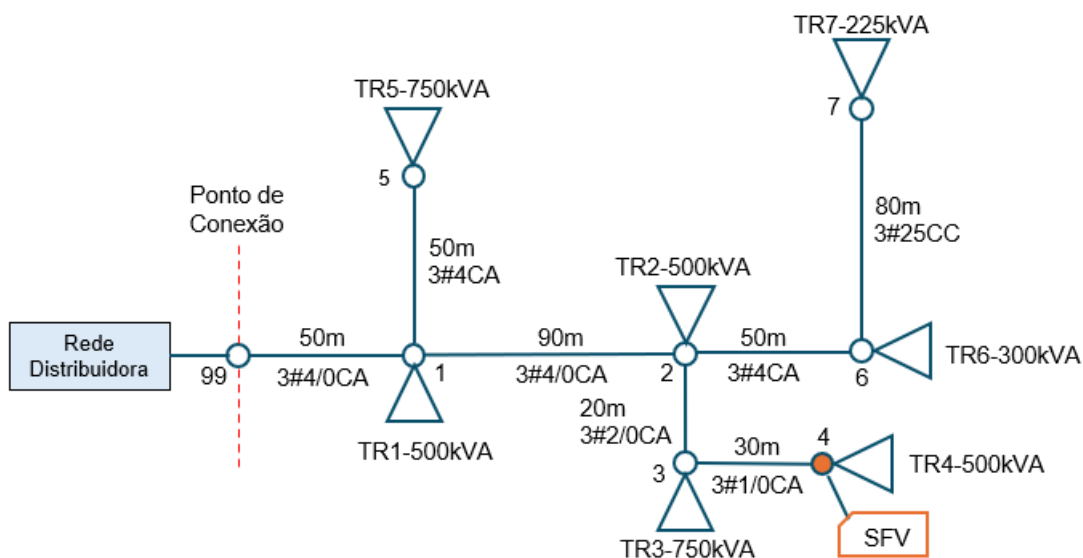 TR7-225kVA
TR5-750kVA
7
5
Ponto de
Conexão
80m
3#25CC
50m
3#4CA
TR2-500kVA
Rede
Distribuidora
50m
90m
50m
TR6-300kVA
99
3#4/0CA
1
3#4/0CA
2
3#4CA
6
20m
3#2/0CA
TR1-500kVA
4
30m
TR4-500kVA
3
3#1/0CA
SFV
TR3-750kVA